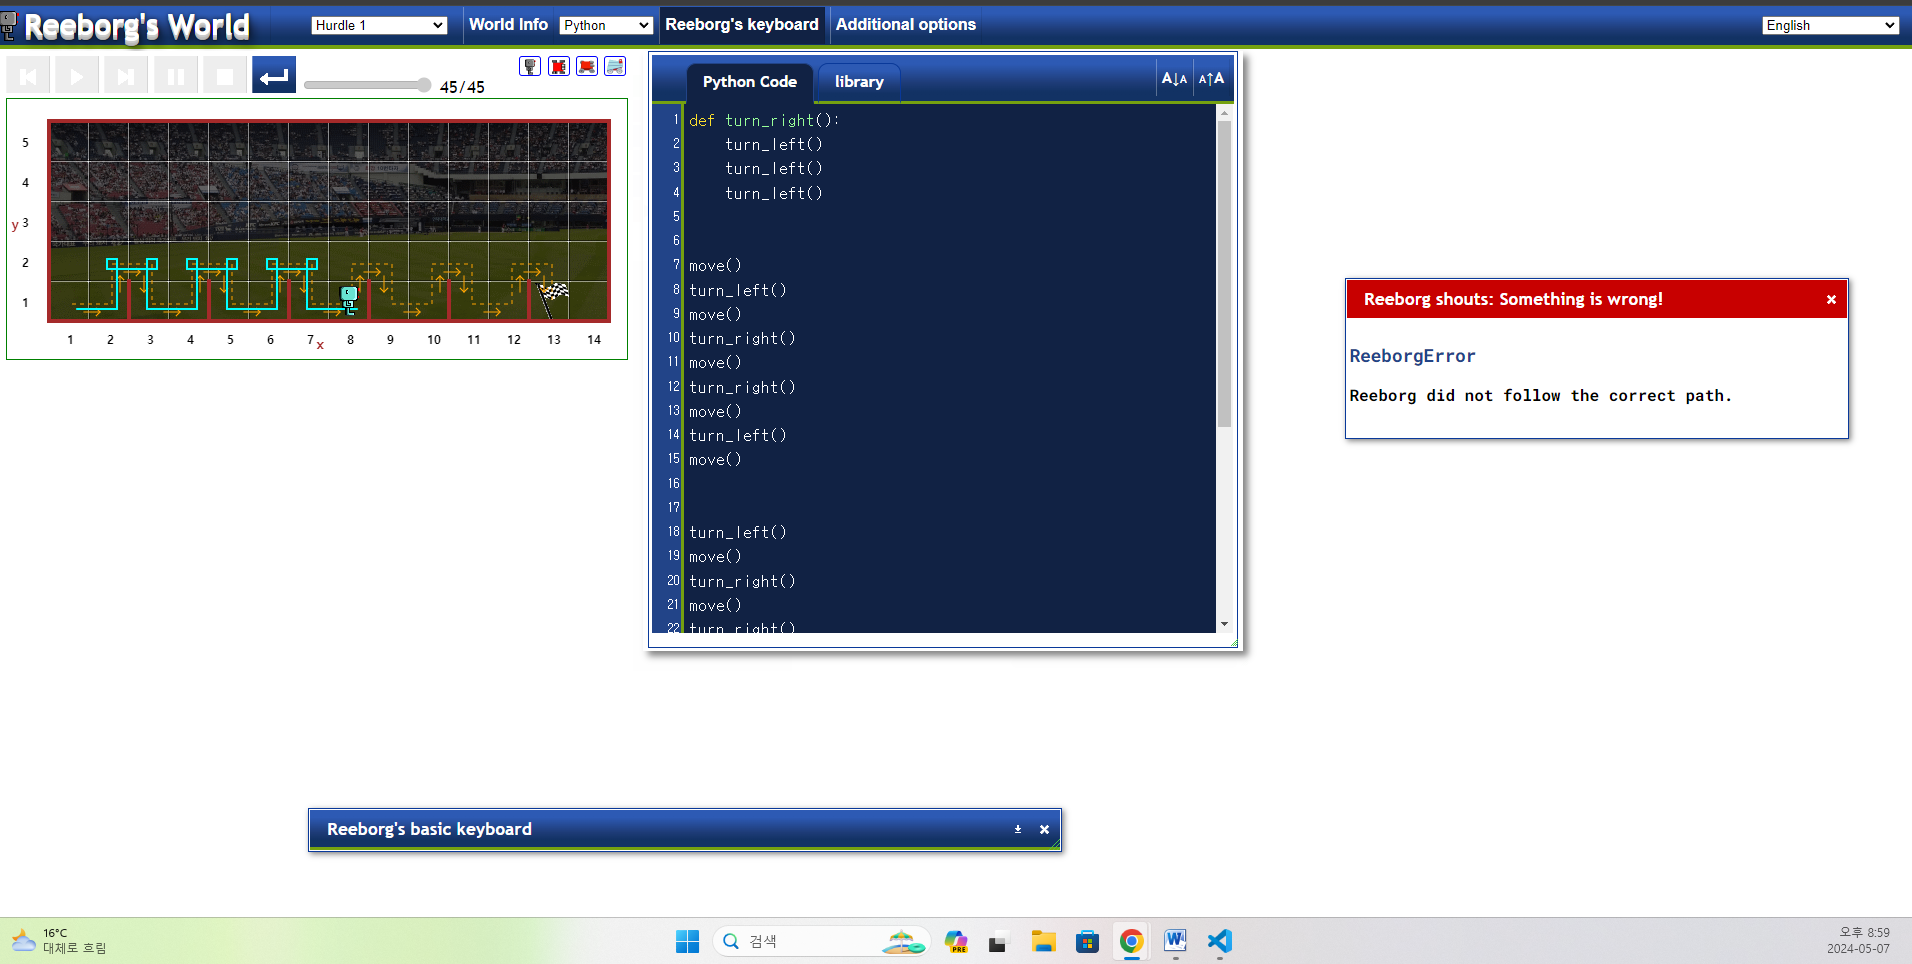 Reeborg's World
Hurdle 1
World Info
Python
Reeborg's keyboard
Additional options
English
45/45
Python Code
library
A↓A
A↑A
5
4
y 3
2
1
1 2 3 4 5 6 7 x 8 9 10 11 12 13 14
1 def turn_right():
2 turn_left()
3 turn_left()
4 turn_left()
5
6
7 move()
8 turn_left()
9 move()
10 turn_right()
11 move()
12 turn_right()
13 move()
14 turn_left()
15 move()
16
17
18 turn_left()
19 move()
20 turn_right()
21 move()
22 turn_right()
Reeborg shouts: Something is wrong!
ReeborgError
Reeborg did not follow the correct path.
Reeborg's basic keyboard
16°C
대체로 흐림
검색
PRE
W
오후 8:59
2024-05-07